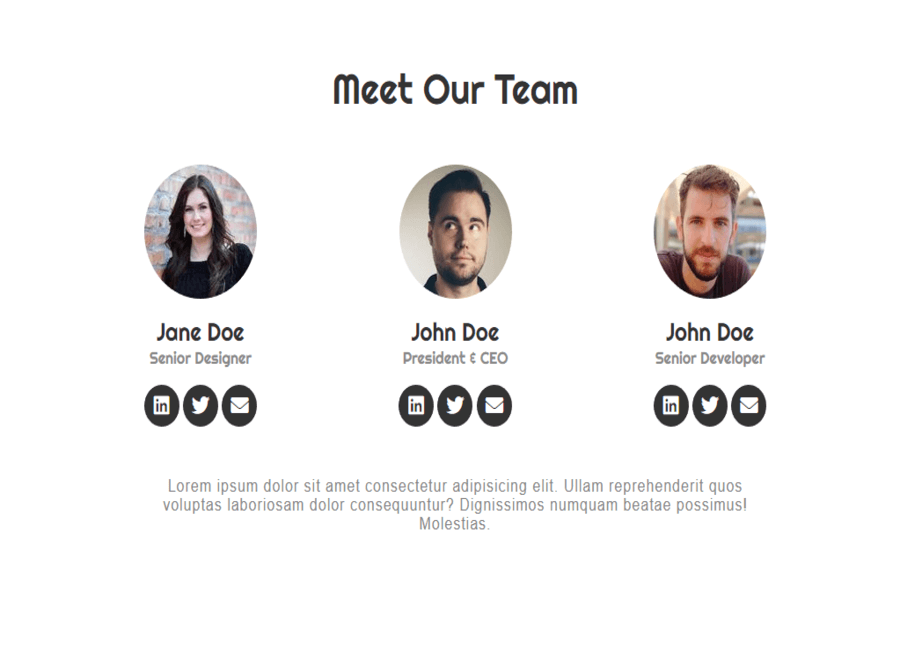 Meet Our Team
Jane Doe
Senior Designer
John Doe
President & CEO
John Doe
Senior Developer
Lorem ipsum dolor sit amet consectetur adipisicing elit. Ullam reprehenderit quos
voluptas laboriosam dolor consequuntur? Dignissimos numquam beatae possimus!
Molestias.